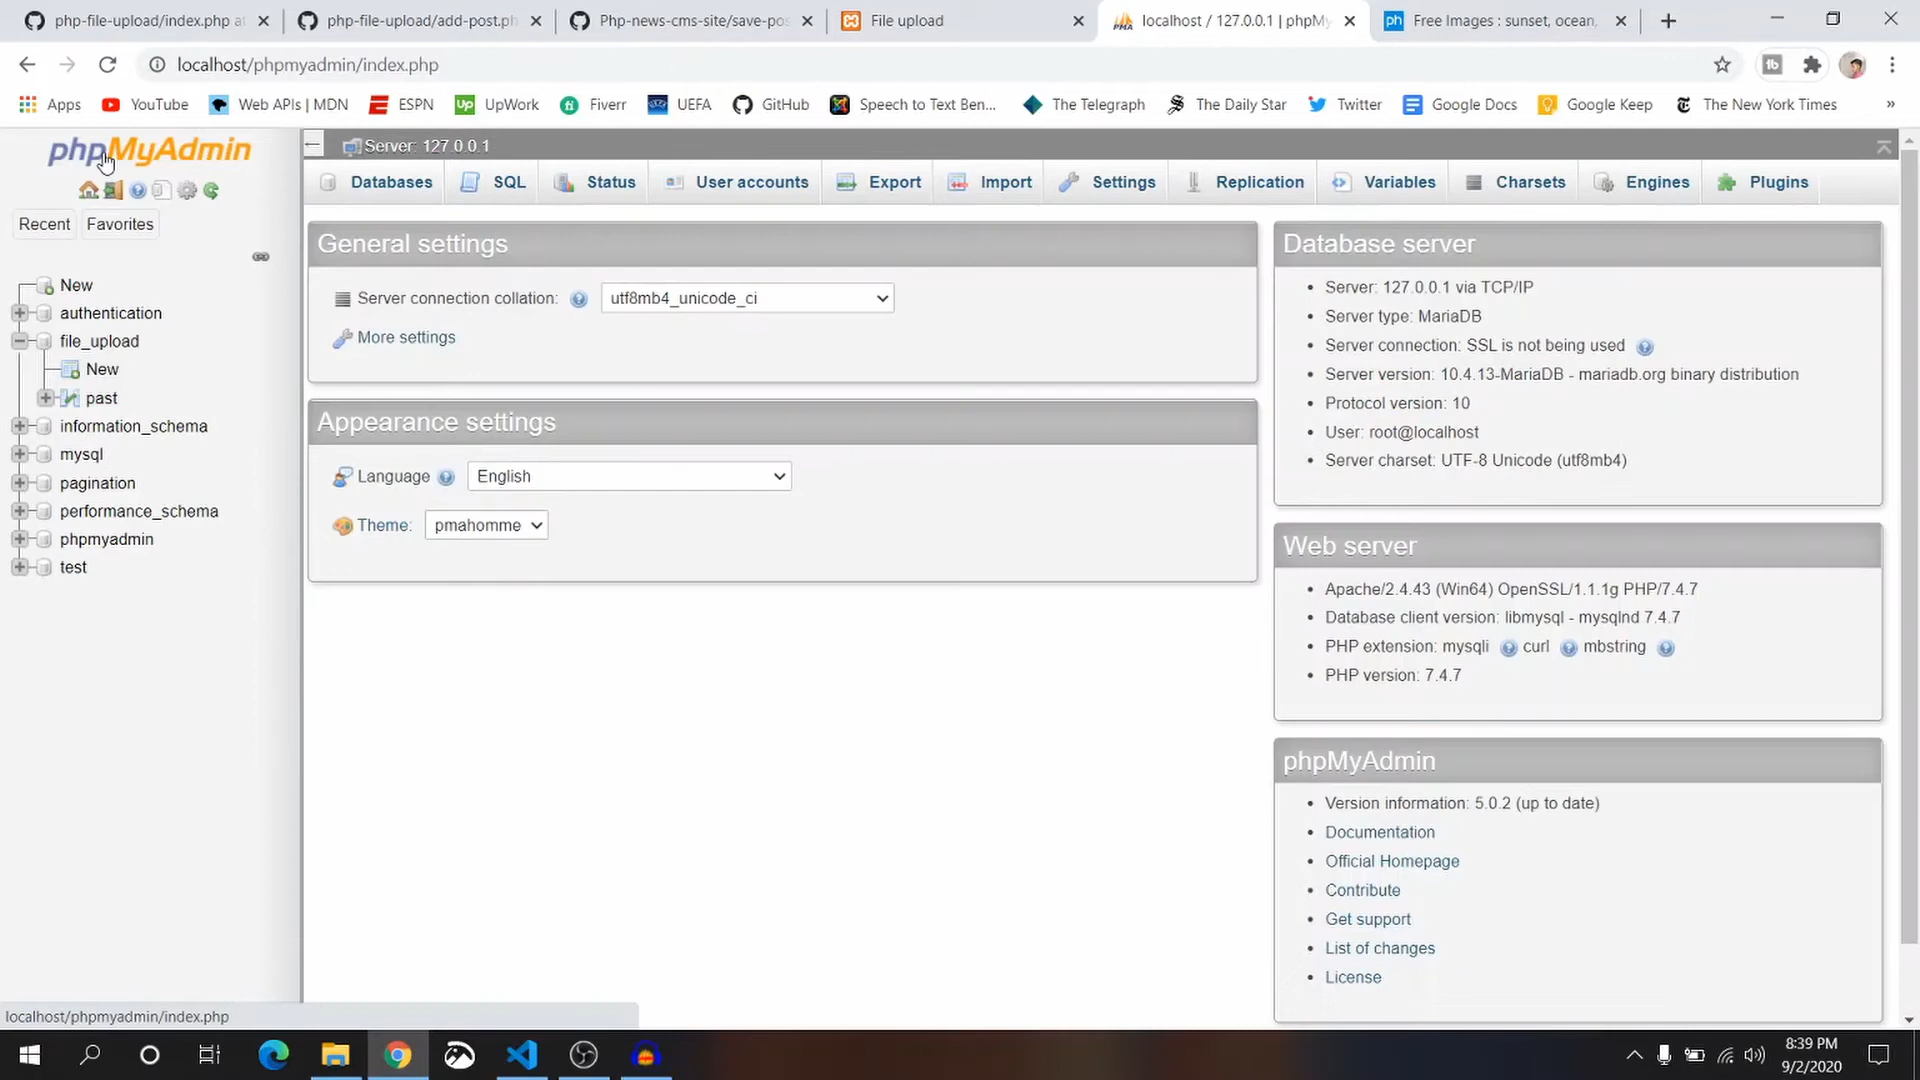 php-file-upload/index.php at
php-file-upload/add-post.ph
Php-news-cms-site/save-pos
File upload
localhost / 127.0.0.1 | phpMy
Free Images : sunset, ocean,
localhost/phpmyadmin/index.php
Apps
YouTube
Web APIs | MDN
ESPN
UpWork
Fiverr
UEFA
GitHub
Speech to Text Ben...
The Telegraph
The Daily Star
Twitter
Google Docs
Google Keep
The New York Times
»
phpMyAdmin
Recent
Favorites
New
authentication
file_upload
New
past
information_schema
mysql
pagination
performance_schema
phpmyadmin
test
Server: 127.0.0.1
Databases
SQL
Status
User accounts
Export
Import
Settings
Replication
Variables
Charsets
Engines
Plugins
General settings
Server connection collation:
utf8mb4_unicode_ci
More settings
Appearance settings
Language
English
Theme:
pmahomme
Database server
Server: 127.0.0.1 via TCP/IP
Server type: MariaDB
Server connection: SSL is not being used
Server version: 10.4.13-MariaDB - mariadb.org binary distribution
Protocol version: 10
User: root@localhost
Server charset: UTF-8 Unicode (utf8mb4)
Web server
Apache/2.4.43 (Win64) OpenSSL/1.1.1g PHP/7.4.7
Database client version: libmysql - mysqlnd 7.4.7
PHP extension: mysqli curl mbstring
PHP version: 7.4.7
phpMyAdmin
Version information: 5.0.2 (up to date)
Documentation
Official Homepage
Contribute
Get support
List of changes
License
localhost/phpmyadmin/index.php
8:39 PM
9/2/2020